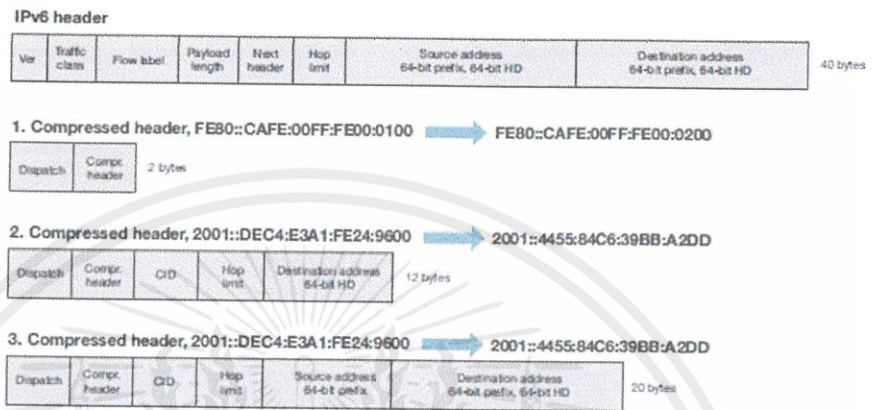 IPv6 header
Ver Traffic class Flow label Payload length Next header Hop limit Source address 64-bit prefix, 64-bit HD Destination address 64-bit prefix, 64-bit HD 40 bytes
1. Compressed header, FE80::CAFE:00FF:FE00:0100 FE80::CAFE:00FF:FE00:0200
Dispatch Compr. header 2 bytes
2. Compressed header, 2001::DEC4:E3A1:FE24:9600 2001::4455:84C6:39BB:A2DD
Dispatch Compr. header CID Hop limit Destination address 64-bit HD 12 bytes
3. Compressed header, 2001::DEC4:E3A1:FE24:9600 2001::4455:84C6:39BB:A2DD
Dispatch Compr. header CID Hop limit Source address 64-bit prefix Destination address 64-bit prefix, 64-bit HD 20 bytes